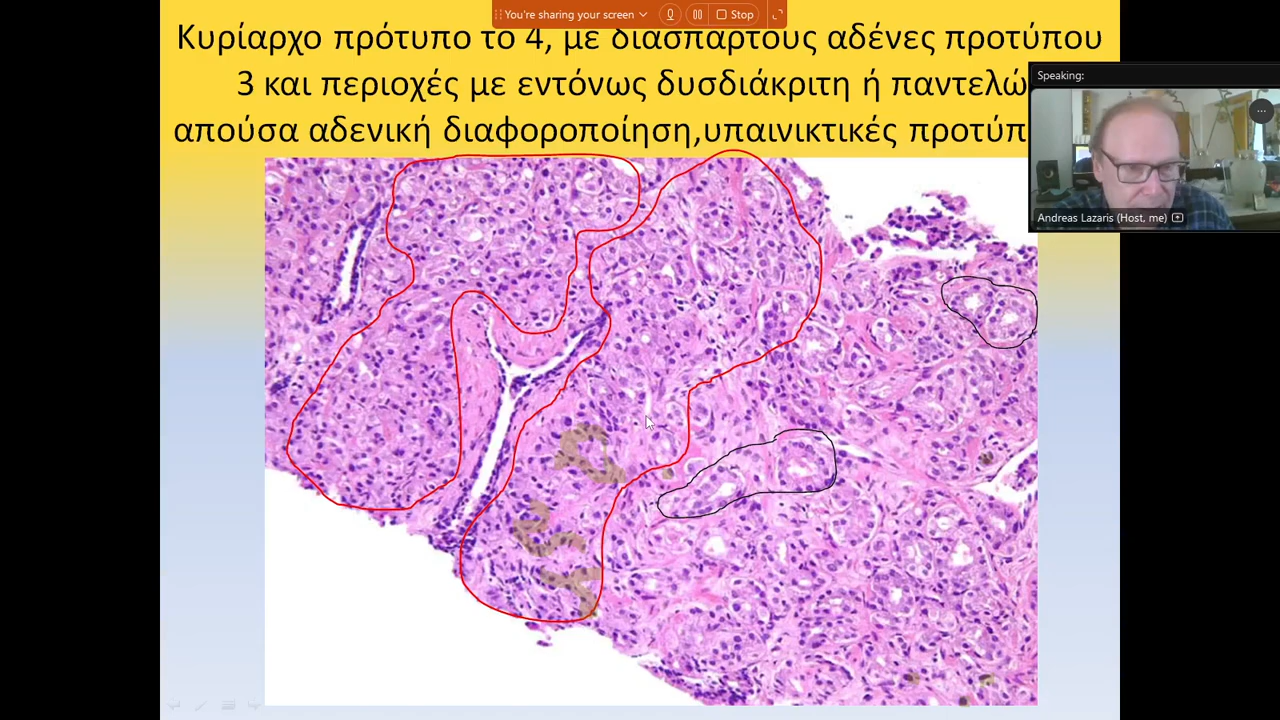 You're sharing your screen
Stop
Κυρίαρχο πρότυπο το 4, με διάσπαρτους αδένες προτύπου
3 και περιοχές με εντόνως δυσδιάκριτη ή παντελώ
απούσα αδενική διαφοροποίηση,υπαινικτικές προτύπ
Speaking:
Andreas Lazaris (Host, me)